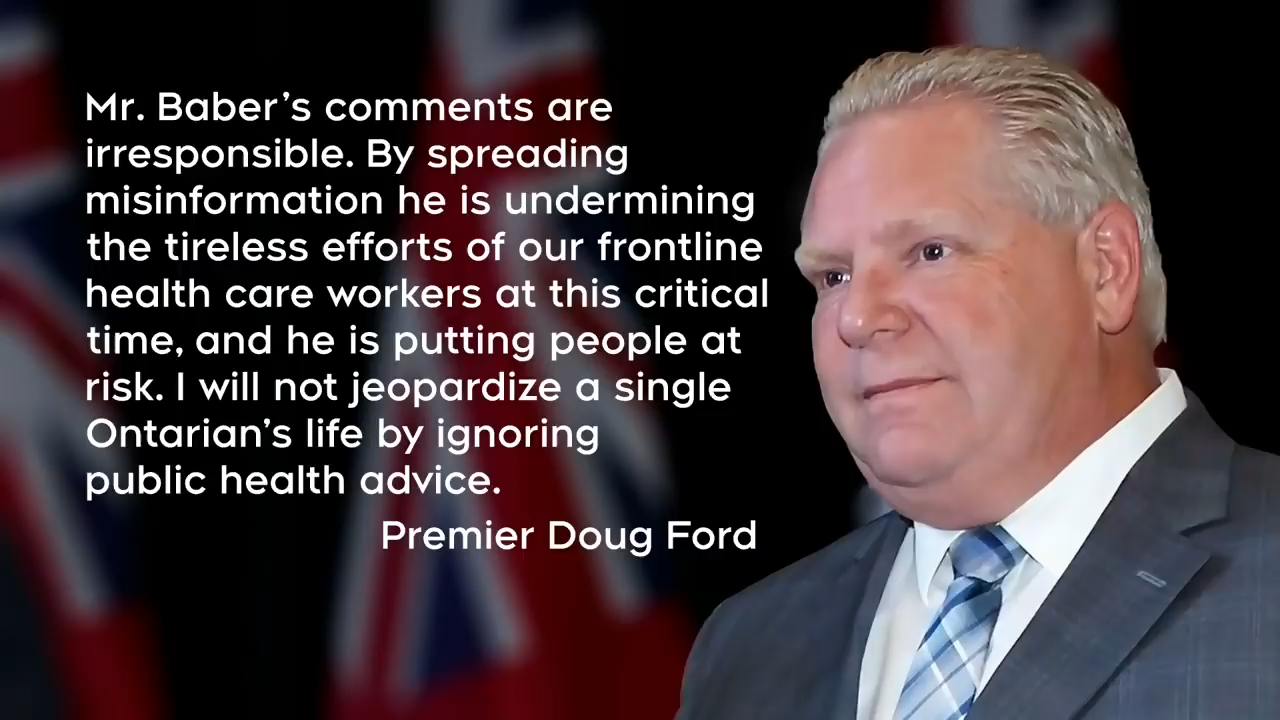 Mr. Baber's comments are
irresponsible. By spreading
misinformation he is undermining
the tireless efforts of our frontline
health care workers at this critical
time, and he is putting people at
risk. I will not jeopardize a single
Ontarian's life by ignoring
public health advice.
Premier Doug Ford